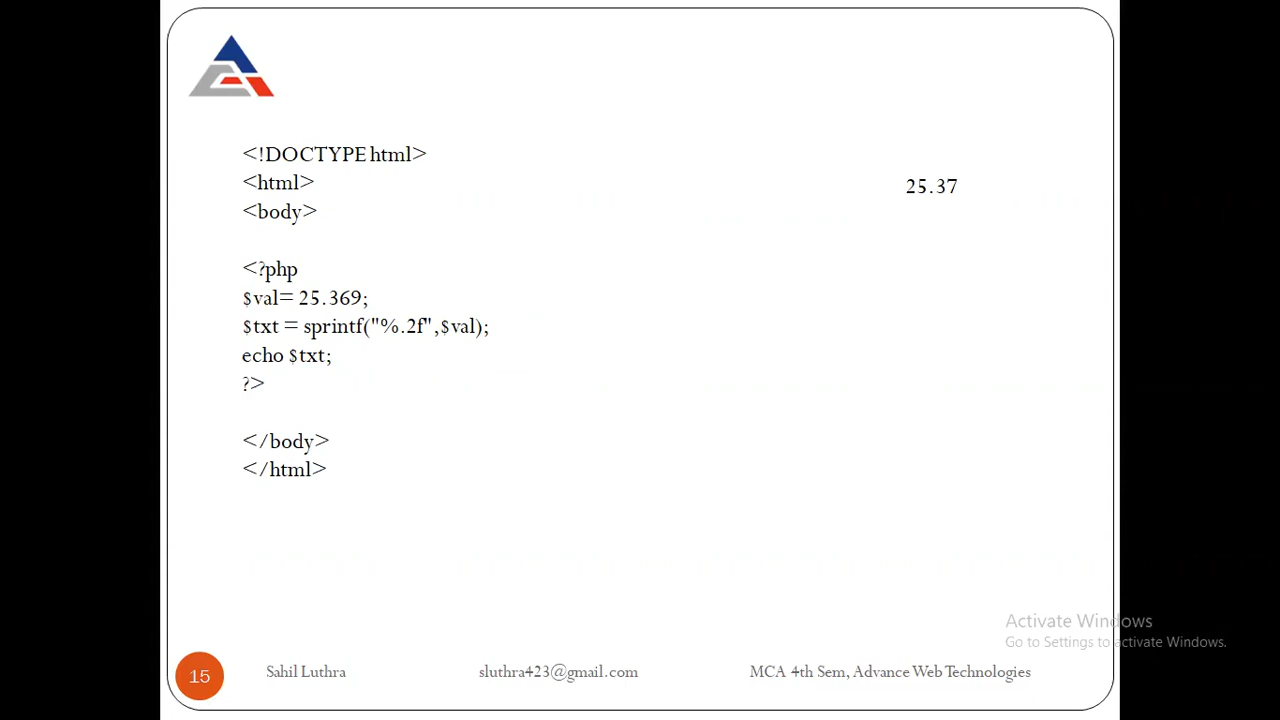 <!DOCTYPE html>
<html>
25.37
<body>
<?php
$val= 25.369;
$txt = sprintf("%.2f",$val);
echo $txt;
?>
</body>
</html>
Activate Windows
Go to Settings to activate Windows.
15
Sahil Luthra
sluthra423@gmail.com
MCA 4th Sem, Advance Web Technologies